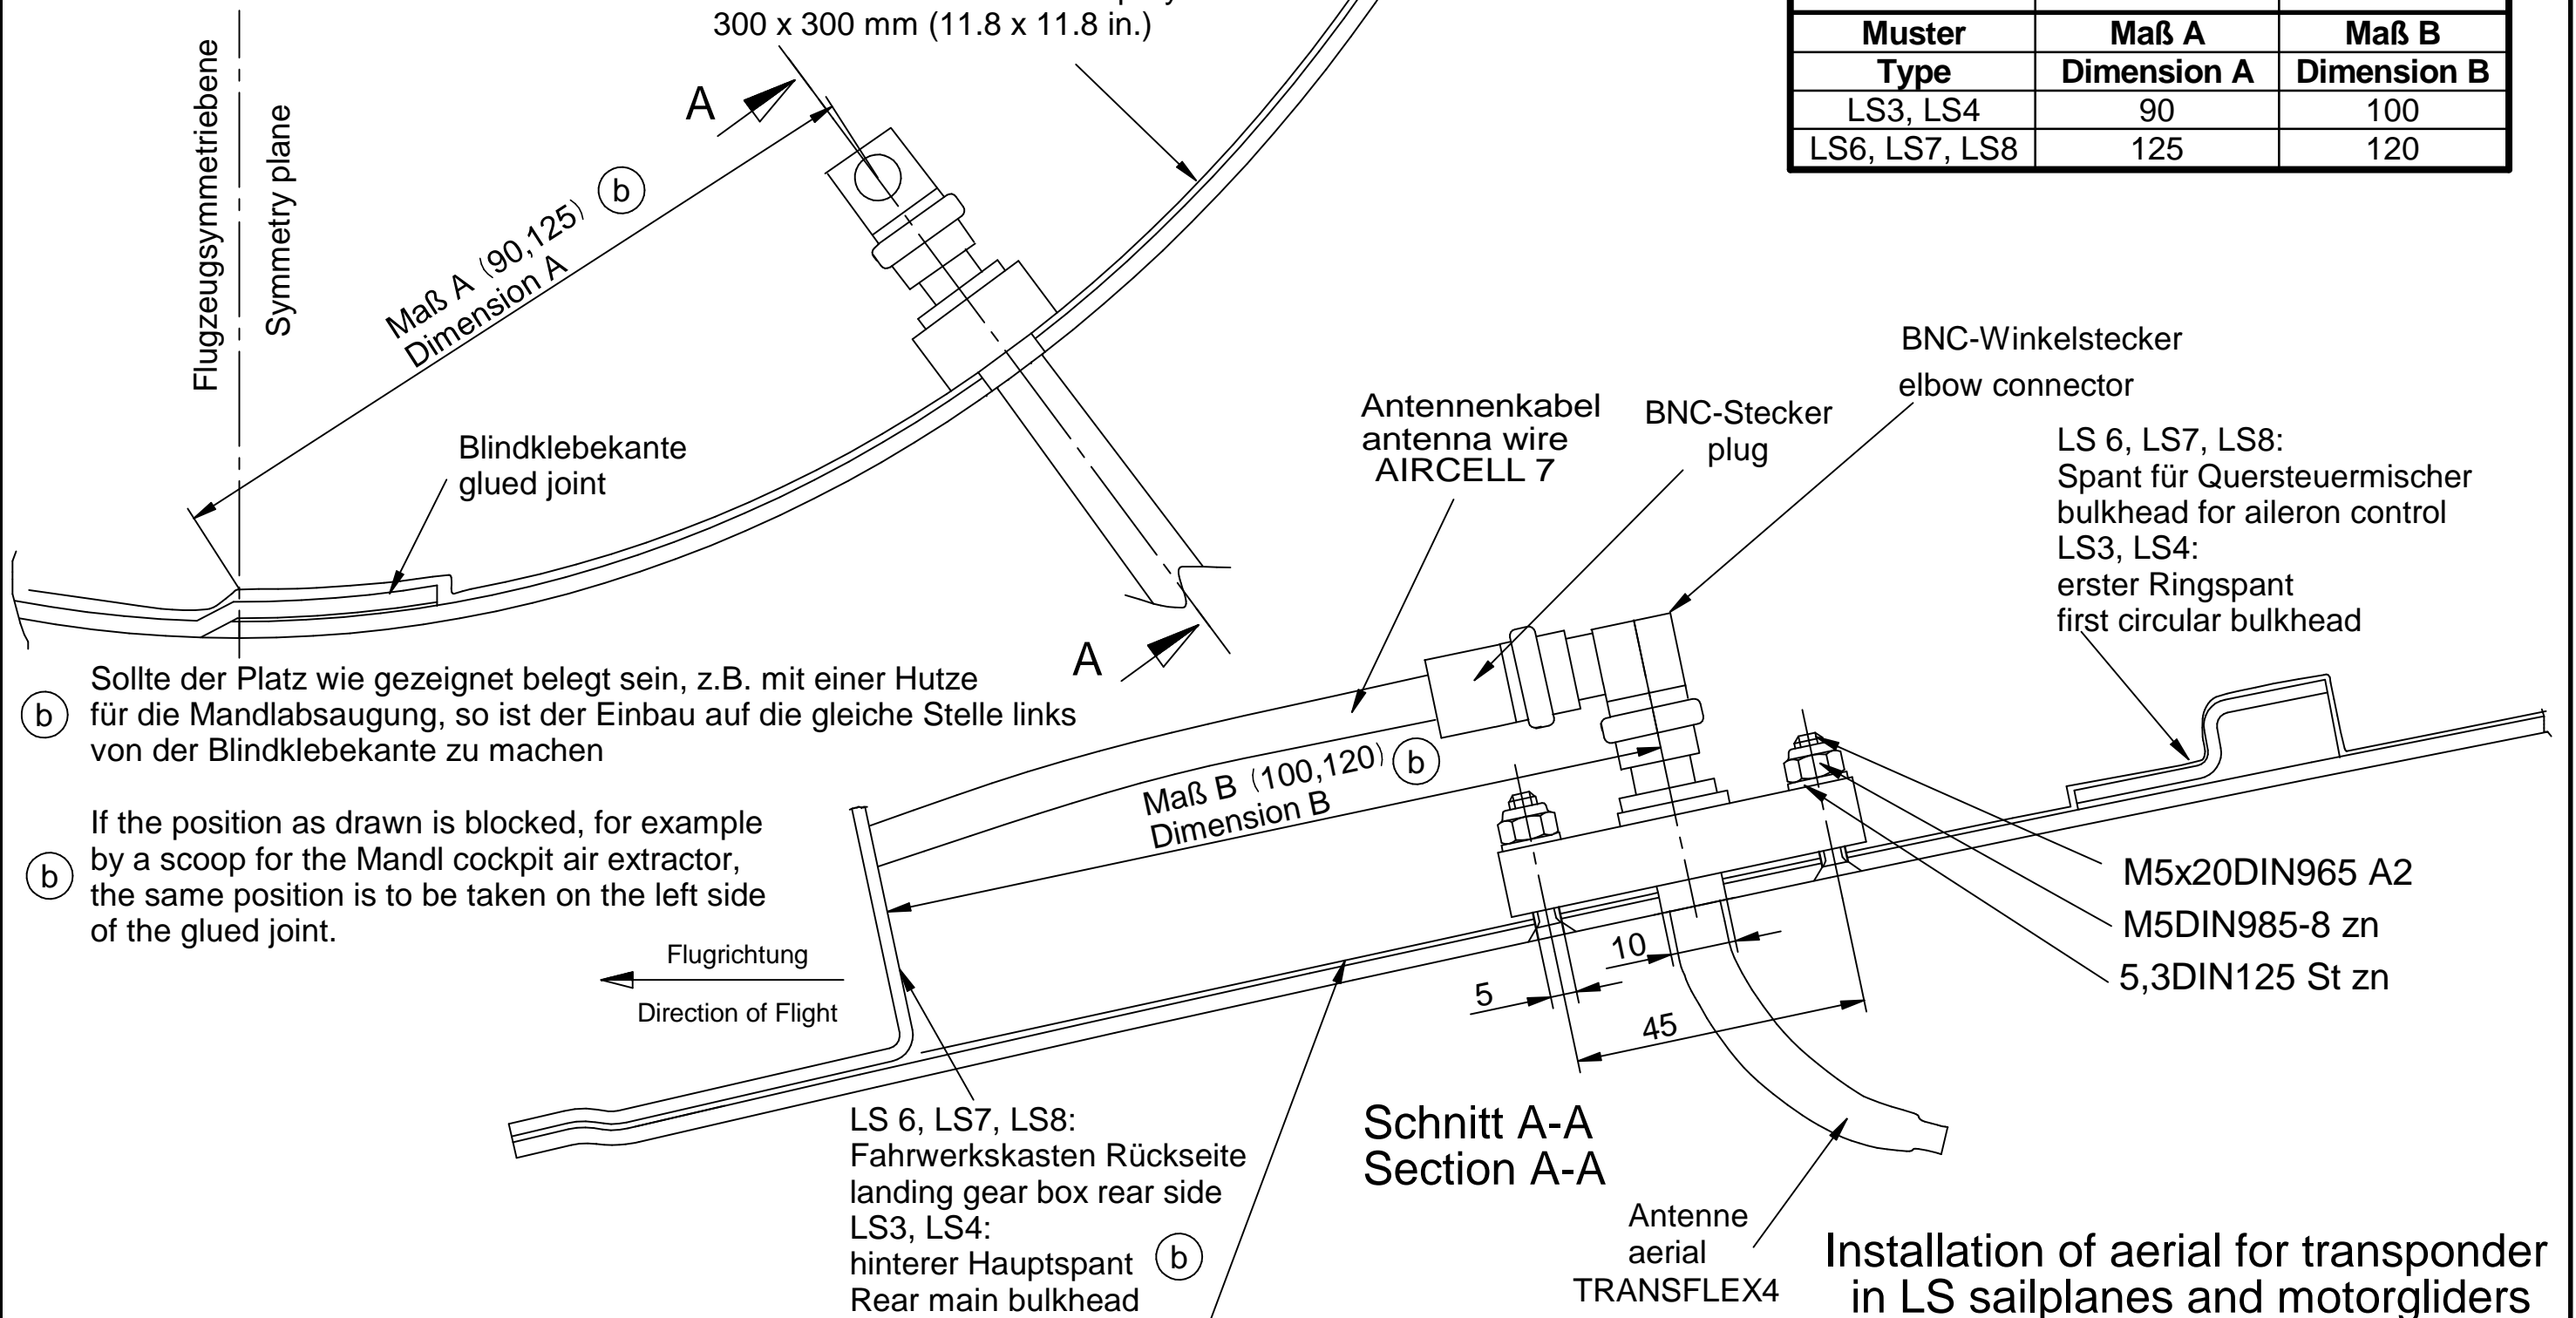 300 x 300 mm (11.8 x 11.8 in.)
Muster Maß A Maß B
Type Dimension A Dimension B
LS3, LS4 90 100
LS6, LS7, LS8 125 120
Flugzeugsymmetriebene
Symmetry plane
A
Maß A (90,125) b
Dimension A
Blindklebekante
glued joint
A
BNC-Winkelstecker
elbow connector
Antennenkabel
antenna wire
AIRCELL 7
BNC-Stecker
plug
LS 6, LS7, LS8:
Spant für Quersteuermischer
bulkhead for aileron control
LS3, LS4:
erster Ringspant
first circular bulkhead
b
Sollte der Platz wie gezeignet belegt sein, z.B. mit einer Hutze
für die Mandlabsaugung, so ist der Einbau auf die gleiche Stelle links
von der Blindklebekante zu machen
b
If the position as drawn is blocked, for example
by a scoop for the Mandl cockpit air extractor,
the same position is to be taken on the left side
of the glued joint.
Maß B (100,120) b
Dimension B
Flugrichtung
Direction of Flight
M5x20DIN965 A2
M5DIN985-8 zn
5,3DIN125 St zn
10
5
45
LS 6, LS7, LS8:
Fahrwerkskasten Rückseite
landing gear box rear side
LS3, LS4:
hinterer Hauptspant b
Rear main bulkhead
Schnitt A-A
Section A-A
Antenne
aerial
TRANSFLEX4
Installation of aerial for transponder
in LS sailplanes and motorgliders